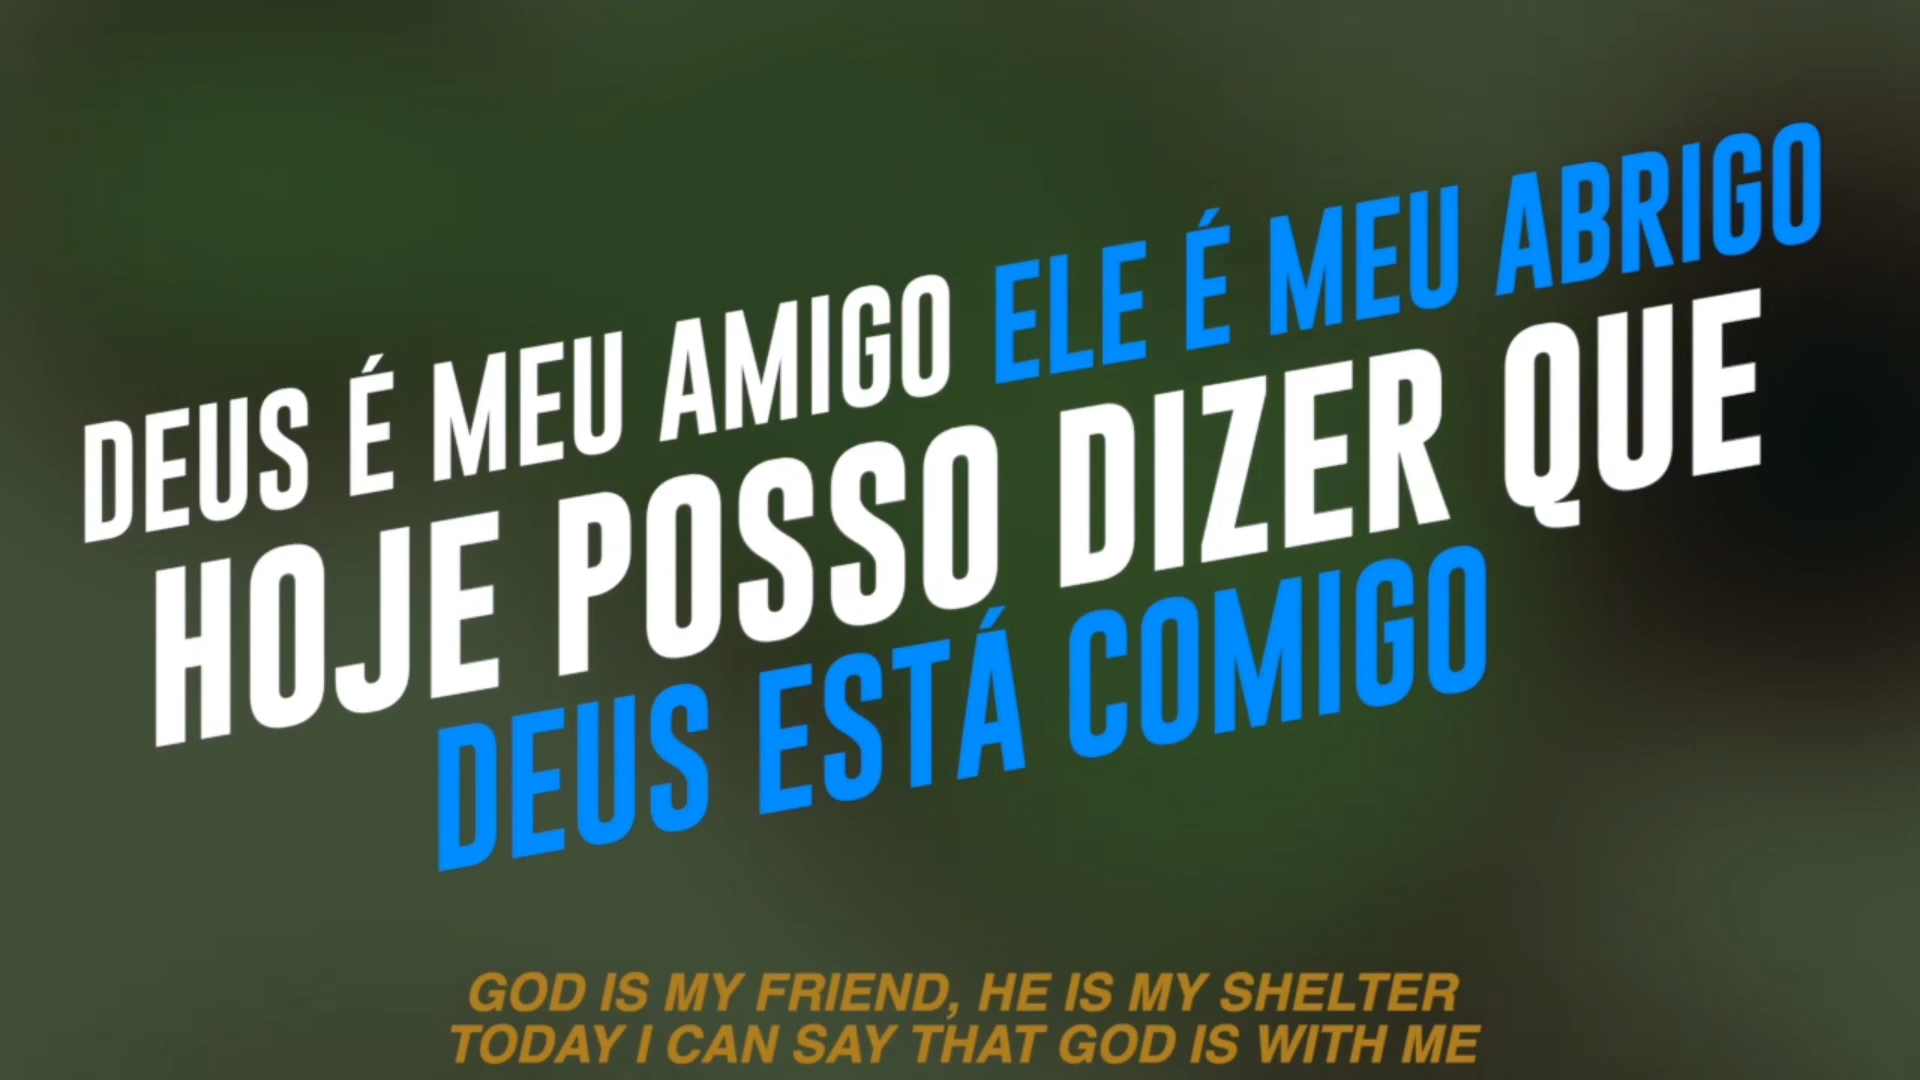 DEUS É MEU AMIGO ELE É MEU ABRIGO
HOJE POSSO DIZER QUE
DEUS ESTÁ COMIGO
GOD IS MY FRIEND, HE IS MY SHELTER
TODAY I CAN SAY THAT GOD IS WITH ME